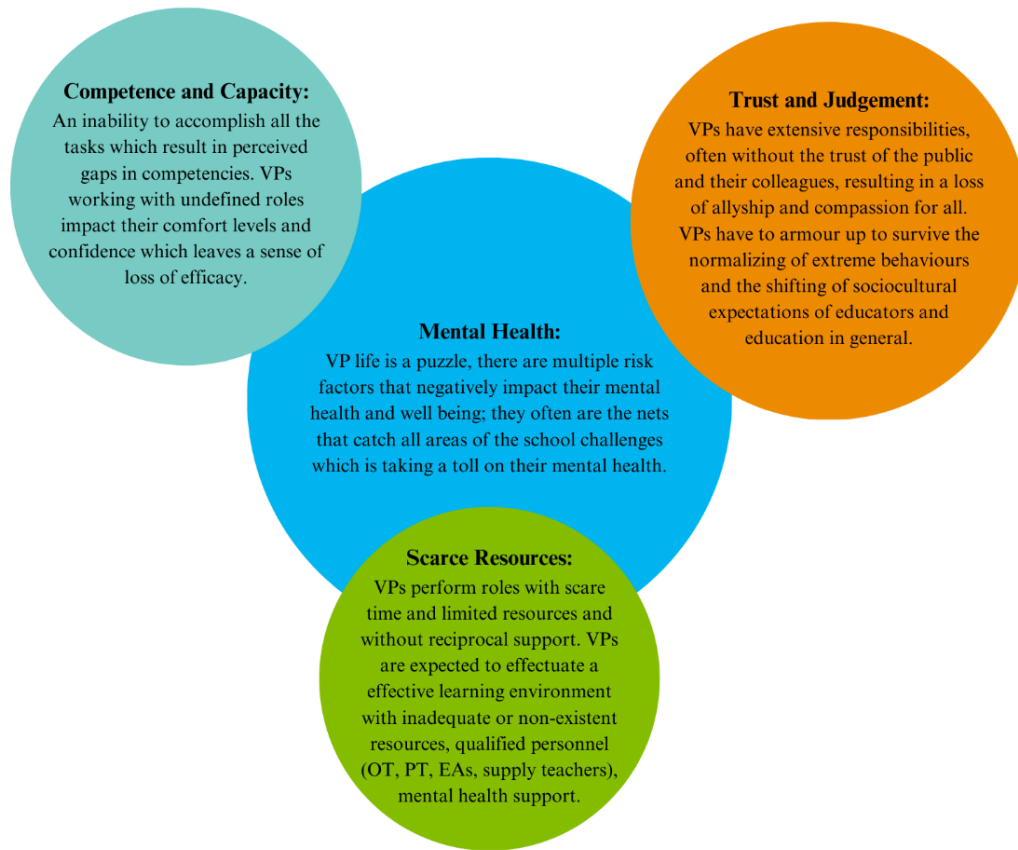 Competence and Capacity:
An inability to accomplish all the
tasks which result in perceived
gaps in competencies. VPs
working with undefined roles
impact their comfort levels and
confidence which leaves a sense of
loss of efficacy.
Trust and Judgement:
VPs have extensive responsibilities,
often without the trust of the public
and their colleagues, resulting in a loss
of allyship and compassion for all.
VPs have to armour up to survive the
normalizing of extreme behaviours
and the shifting of sociocultural
expectations of educators and
education in general.
Mental Health:
VP life is a puzzle, there are multiple risk
factors that negatively impact their mental
health and well being; they often are the nets
that catch all areas of the school challenges
which is taking a toll on their mental health.
Scarce Resources:
VPs perform roles with scare
time and limited resources and
without reciprocal support. VPs
are expected to effectuate a
effective learning environment
with inadequate or non-existent
resources, qualified personnel
(OT, PT, EAs, supply teachers),
mental health support.